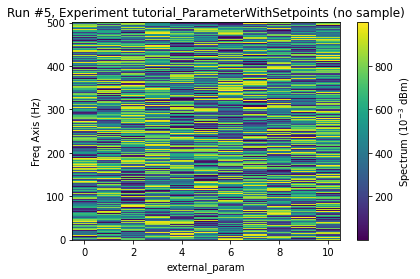 Run #5, Experiment tutorial_ParameterWithSetpoints (no sample)
500
400
300
200
100
0
Freq Axis (Hz)
0 2 4 6 8 10
external_param
800
600
400
200
Spectrum (10⁻³ dBm)